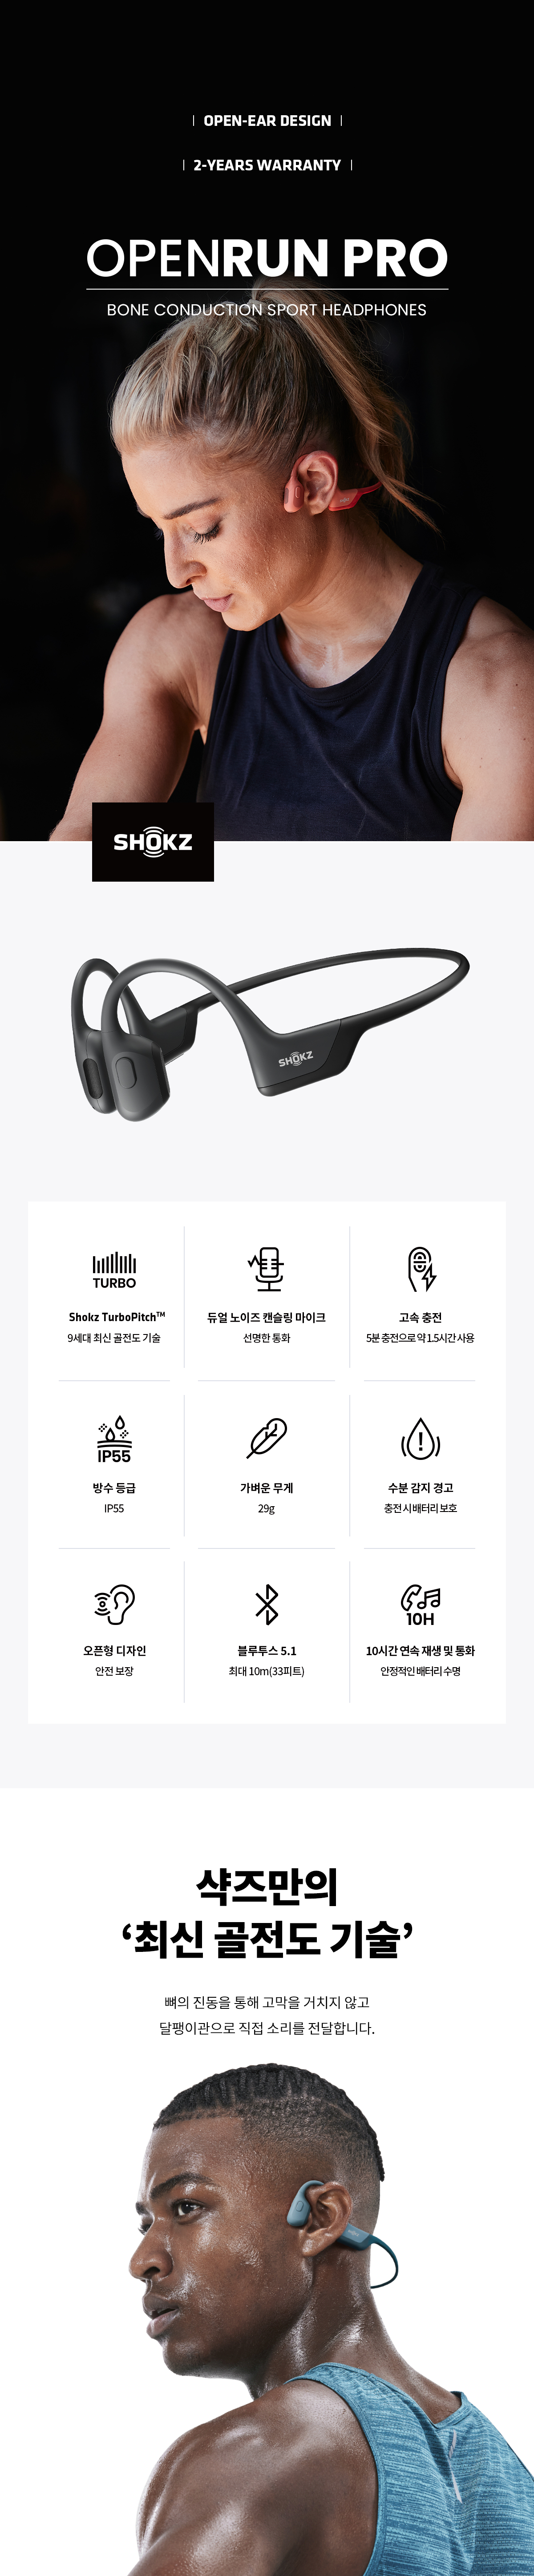 OPEN-EAR DESIGN
2-YEARS WARRANTY
OPENRUN PRO
BONE CONDUCTION SPORT HEADPHONES
SHOKZ
SHOKZ
TURBO
Shokz TurboPitch™
9세대 최신 골전도 기술
듀얼 노이즈 캔슬링 마이크
선명한 통화
고속 충전
5분 충전으로 약 1.5시간 사용
IP55
방수 등급
IP55
가벼운 무게
29g
수분 감지 경고
충전 시 배터리 보호
오픈형 디자인
안전 보장
블루투스 5.1
최대 10m(33피트)
10H
10시간 연속 재생 및 통화
안정적인 배터리 수명
샥즈만의
‘최신 골전도 기술’
뼈의 진동을 통해 고막을 거치지 않고
달팽이관으로 직접 소리를 전달합니다.